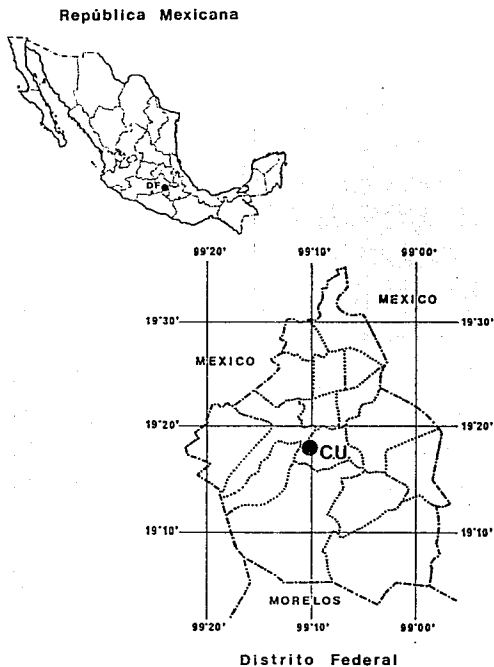 República Mexicana
DF
99°20' 99°10' 99°00'
MEXICO
19°30' 19°30'
MEXICO
19°20' 19°20'
C.U.
19°10' 19°10'
MORELOS
99°20' 99°10' 99°00'
Distrito Federal